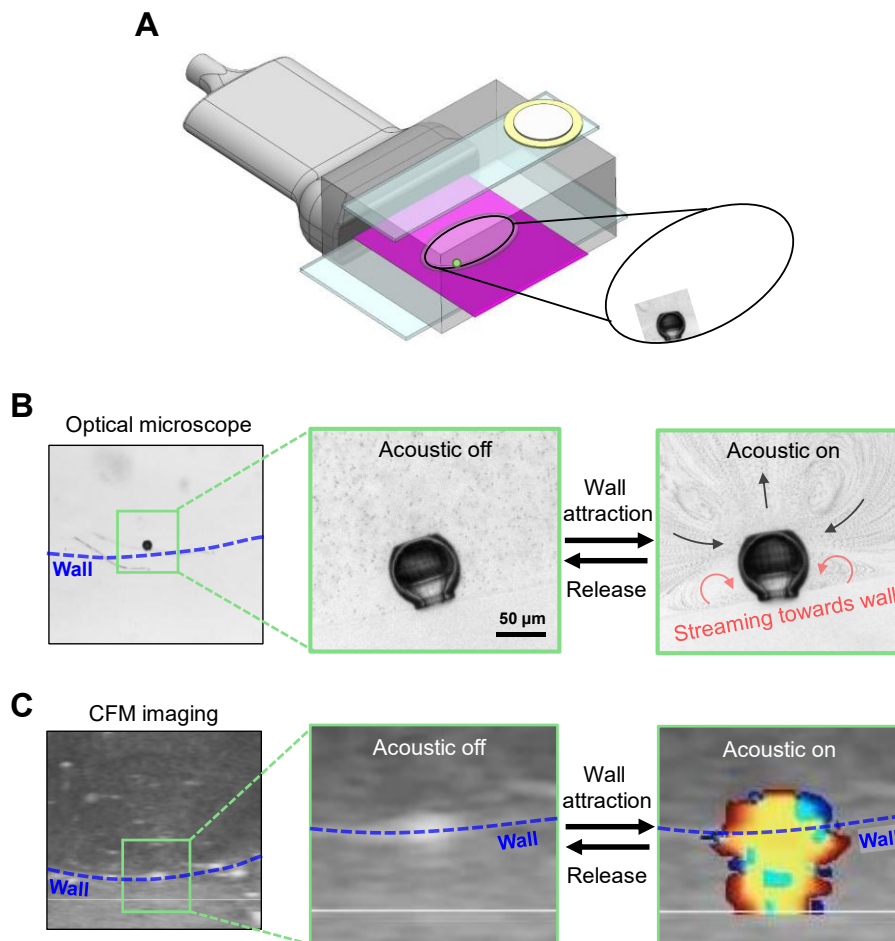 A
B
Optical microscope
Wall
Acoustic off
50 µm
Wall
attraction
Release
Acoustic on
Streaming towards wall
C
CFM imaging
Wall
Acoustic off
Wall
Wall
attraction
Release
Acoustic on
Wall